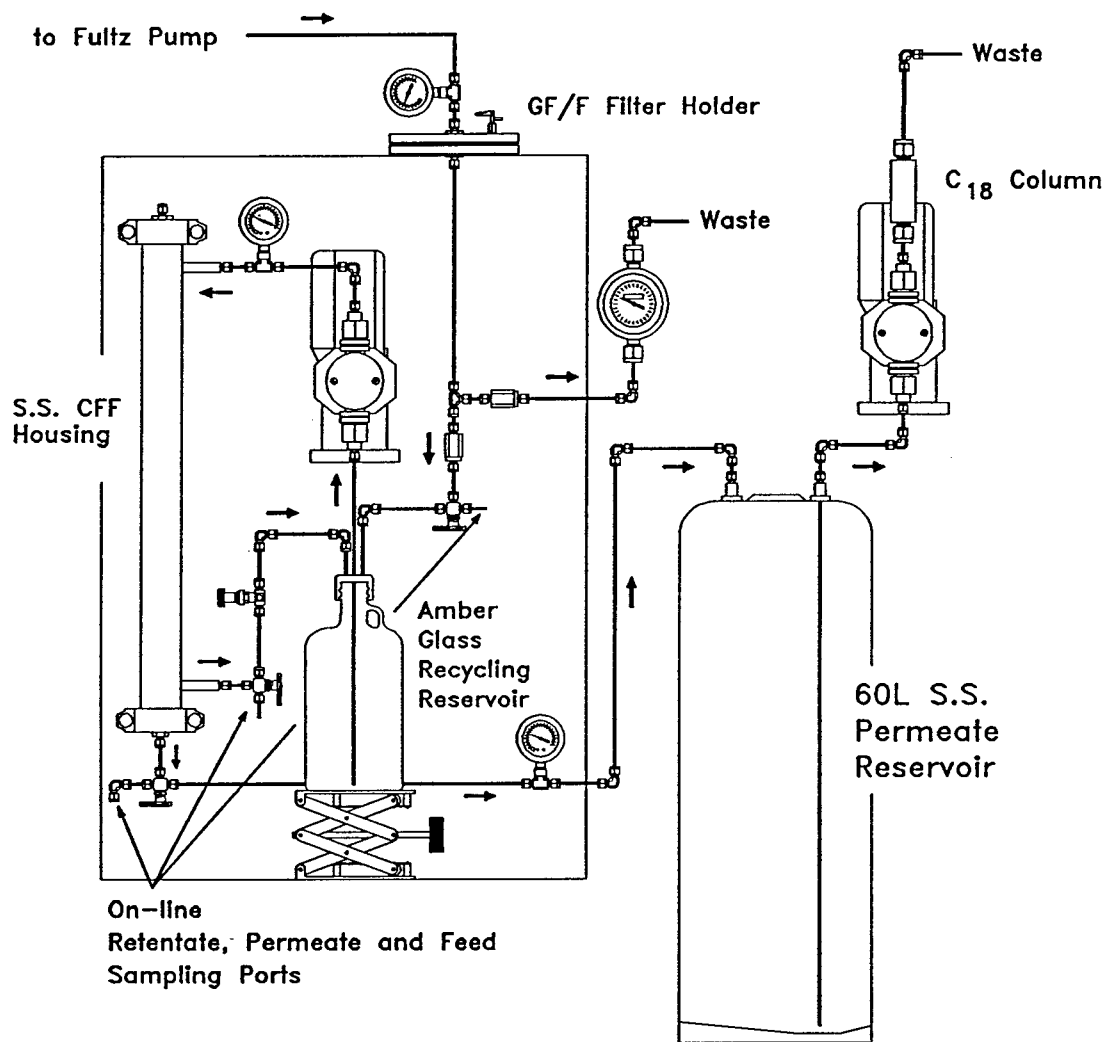 to Fultz Pump
Waste
GF/F Filter Holder
C18 Column
Waste
S.S. CFF
Housing
Amber
Glass
Recycling
Reservoir
60L S.S.
Permeate
Reservoir
On-line
Retentate, Permeate and Feed
Sampling Ports